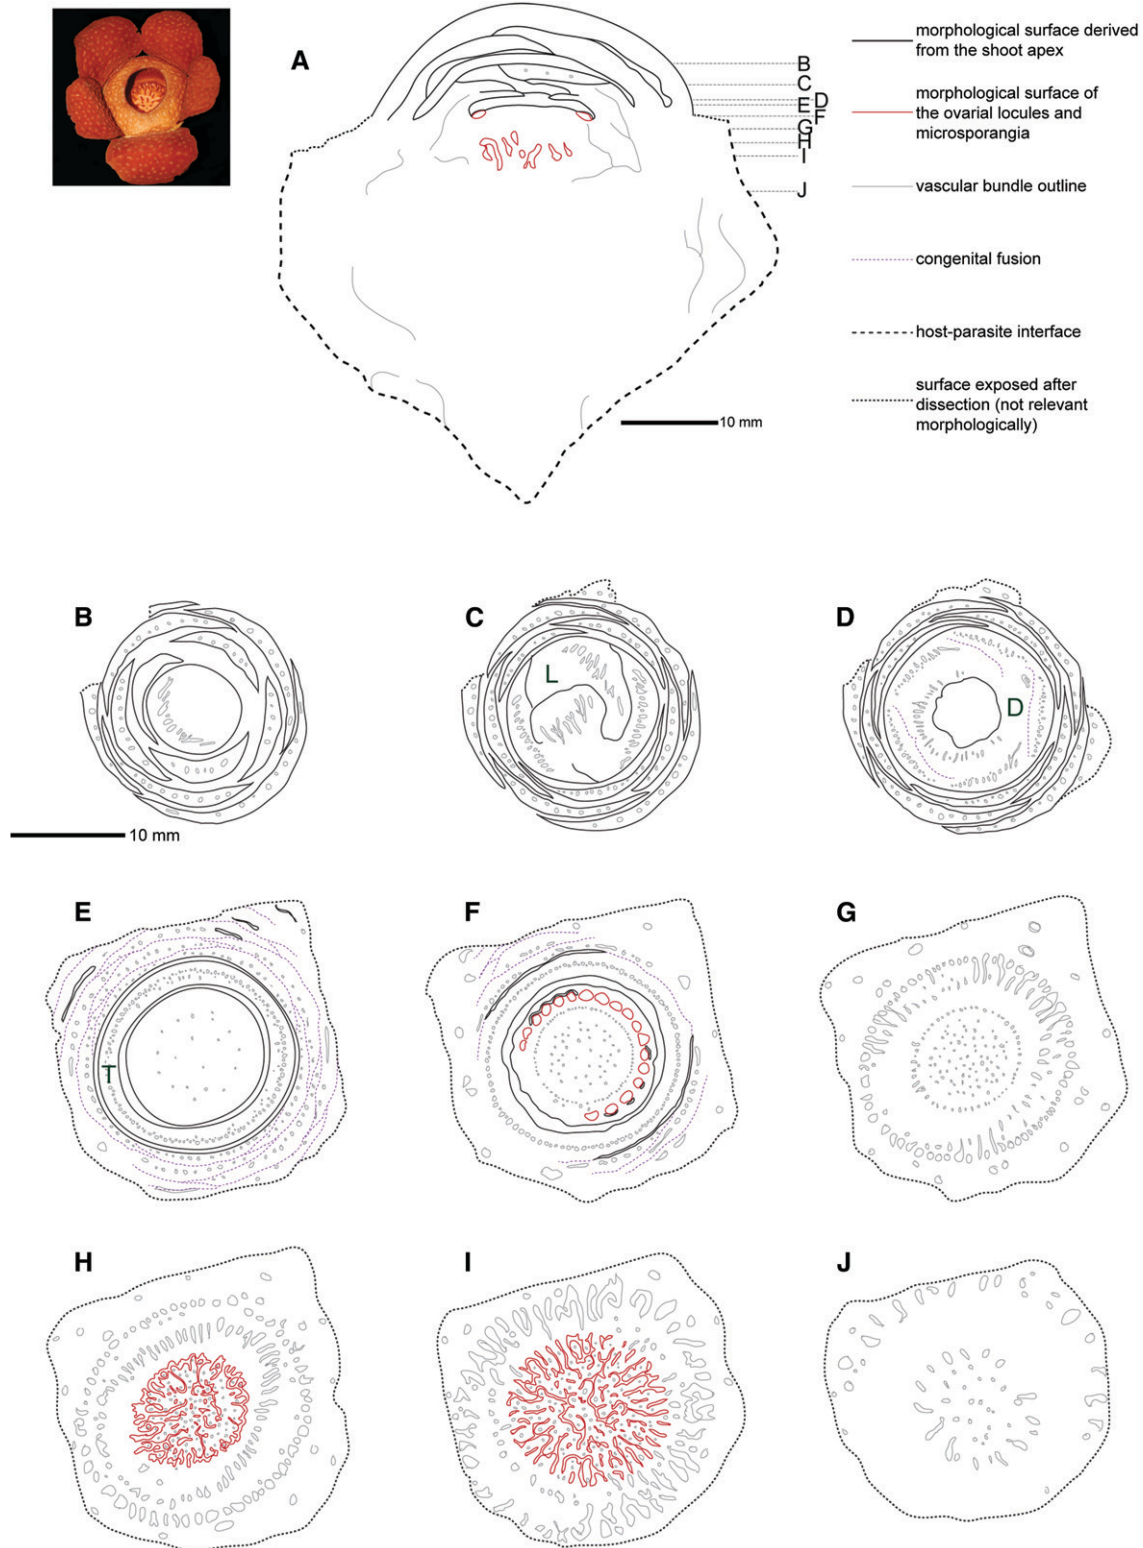 A
B
C
D
E
F
G
H
I
J
morphological surface derived
from the shoot apex
morphological surface of
the ovarial locules and
microsporangia
vascular bundle outline
congenital fusion
host-parasite interface
surface exposed after
dissection (not relevant
morphologically)
10 mm
B
C
L
D
D
10 mm
E
T
F
G
H
I
J